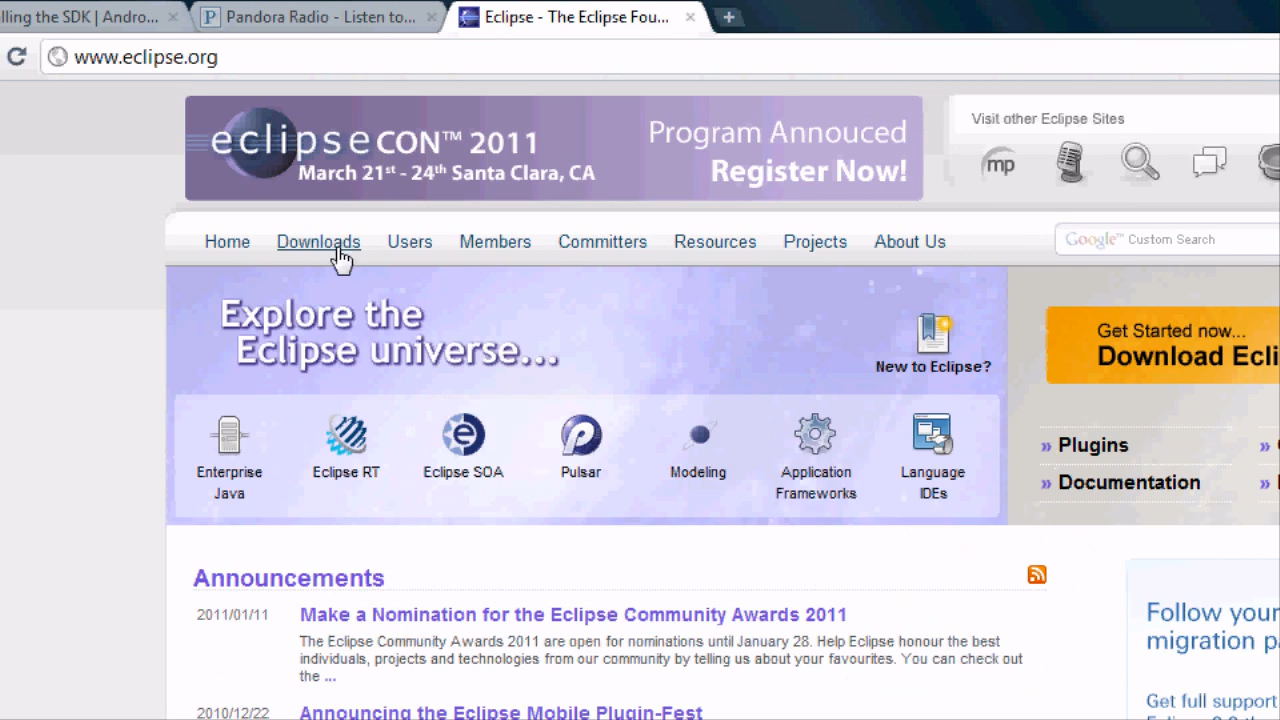 lling the SDK | Andro...
Pandora Radio - Listen to...
Eclipse - The Eclipse Fou...
www.eclipse.org
eclipseCON™ 2011
March 21st - 24th Santa Clara, CA
Program Annouced
Register Now!
Visit other Eclipse Sites
mp
Home Downloads Users Members Committers Resources Projects About Us
Google™ Custom Search
Explore the
Eclipse universe...
New to Eclipse?
Get Started now...
Download Ecli
Enterprise
Java
Eclipse RT
Eclipse SOA
Pulsar
Modeling
Application
Frameworks
Language
IDEs
» Plugins
» Documentation
Announcements
2011/01/11 Make a Nomination for the Eclipse Community Awards 2011
The Eclipse Community Awards 2011 are open for nominations until January 28. Help Eclipse honour the best
individuals, projects and technologies from our community by telling us about your favourites. You can check out
the ...
2010/12/22 Announcing the Eclipse Mobile Plugin-Fest
Follow your
migration p
Get full support